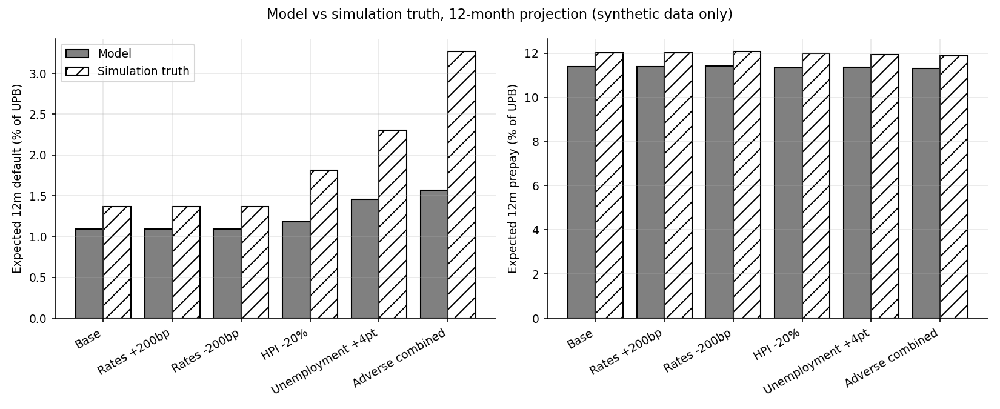 Model vs simulation truth, 12-month projection (synthetic data only)
Model
Simulation truth
Expected 12m default (% of UPB)
3.0
2.5
2.0
1.5
1.0
0.5
0.0
Base
Rates +200bp
Rates -200bp
HPI -20%
Unemployment +4pt
Adverse combined
Expected 12m prepay (% of UPB)
12
10
8
6
4
2
0
Base
Rates +200bp
Rates -200bp
HPI -20%
Unemployment +4pt
Adverse combined